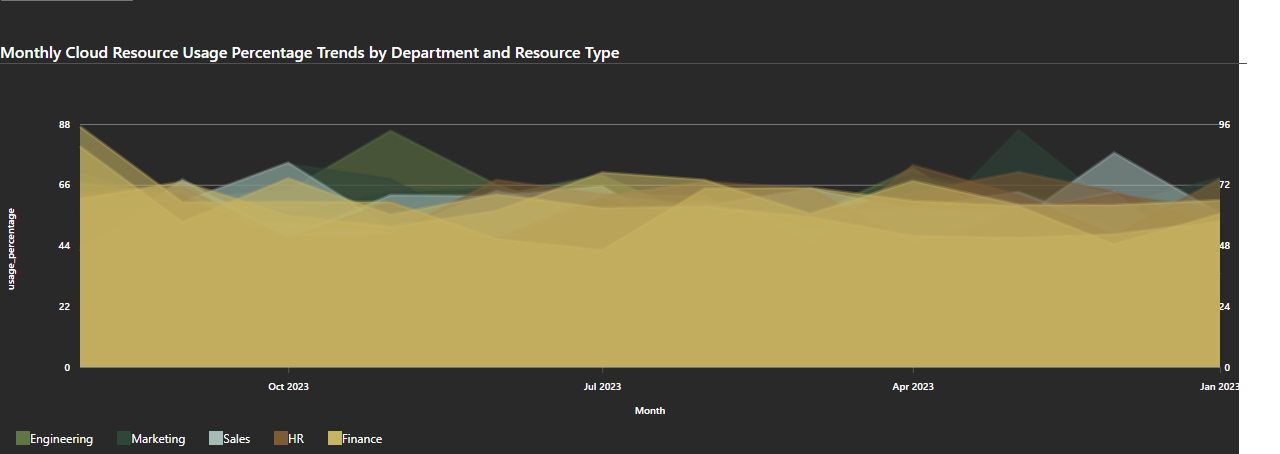 Monthly Cloud Resource Usage Percentage Trends by Department and Resource Type
88 96
66 72
usage_percentage
44 48
22 24
0 0
Oct 2023 Jul 2023 Apr 2023 Jan 2023
Month
Engineering Marketing Sales HR Finance